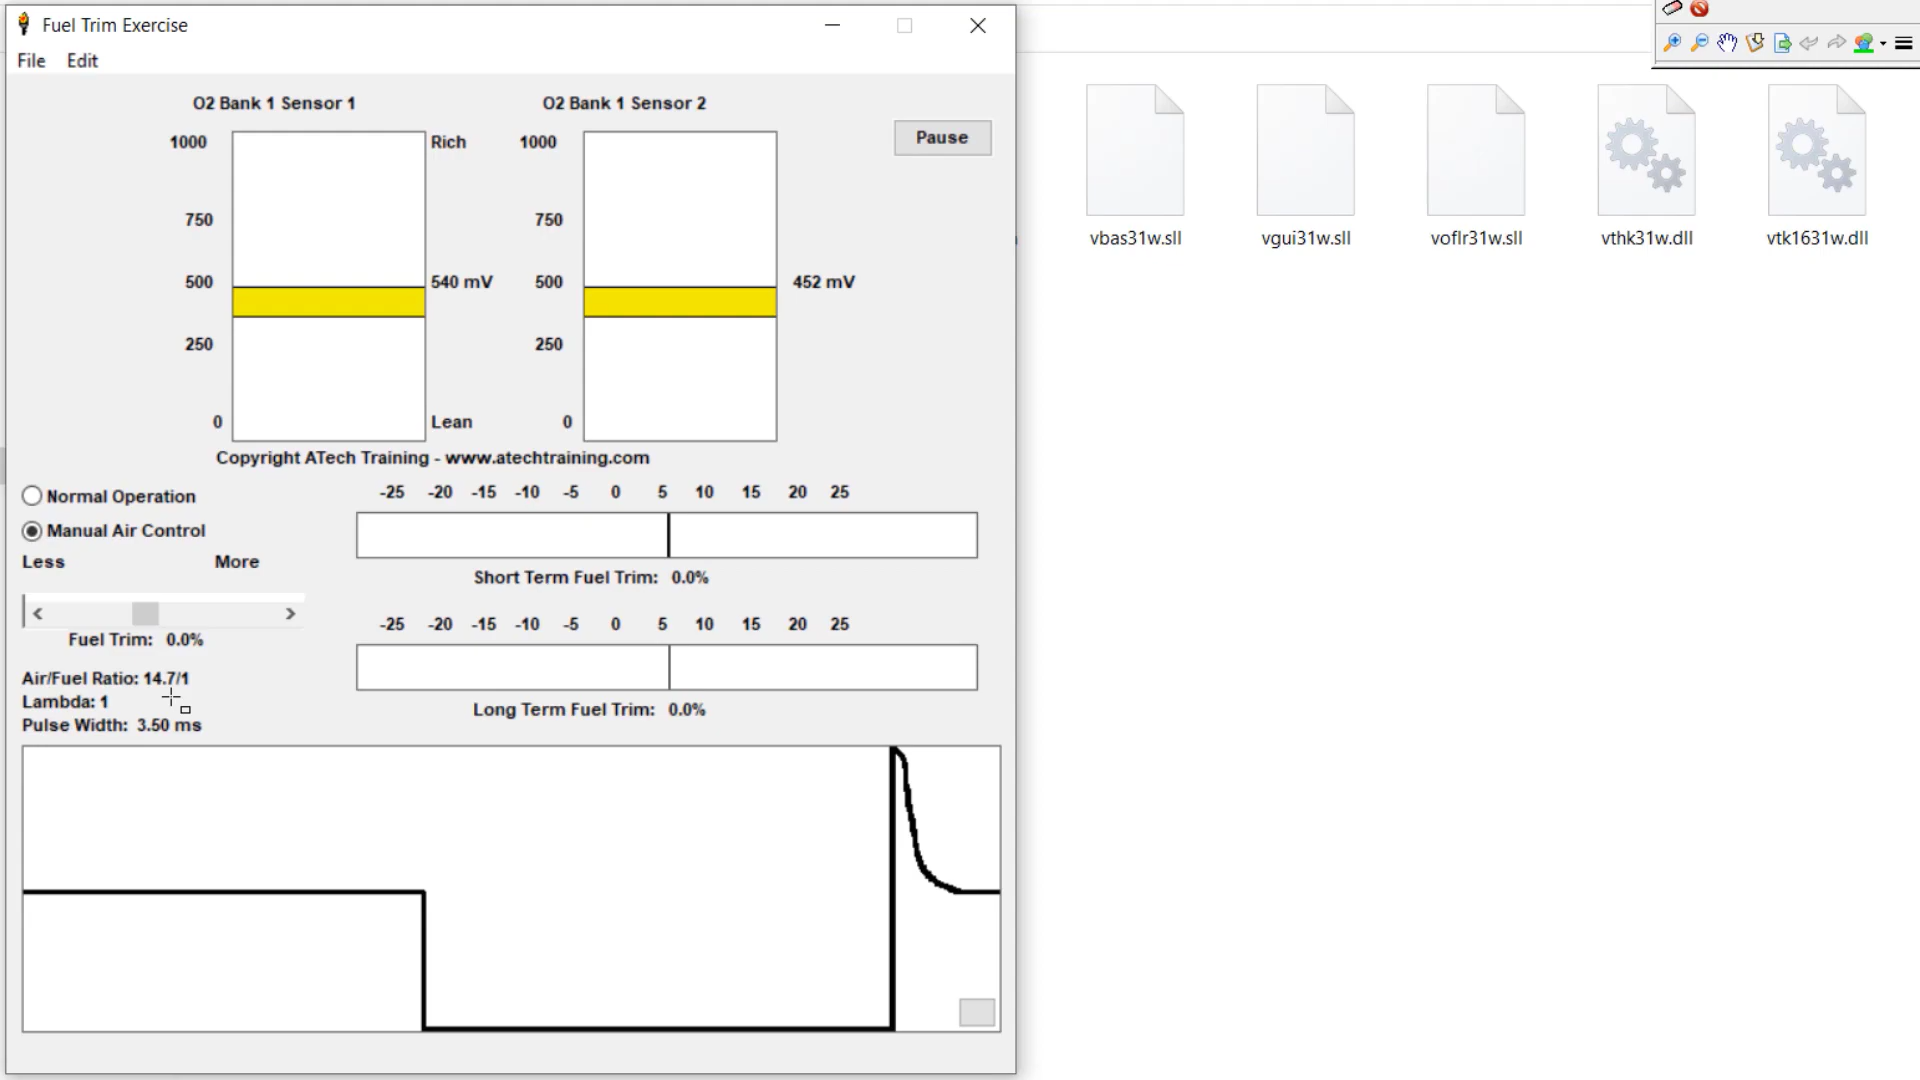 Fuel Trim Exercise
File Edit
O2 Bank 1 Sensor 1 O2 Bank 1 Sensor 2
1000 Rich 1000
Pause
750 750
500 540 mV 500 452 mV
250 250
0 Lean 0
Copyright ATech Training - www.atechtraining.com
Normal Operation
-25 -20 -15 -10 -5 0 5 10 15 20 25
Manual Air Control
Less More
Short Term Fuel Trim: 0.0%
-25 -20 -15 -10 -5 0 5 10 15 20 25
Fuel Trim: 0.0%
Air/Fuel Ratio: 14.7/1
Lambda: 1
Long Term Fuel Trim: 0.0%
Pulse Width: 3.50 ms
vbas31w.sll vgui31w.sll voflr31w.sll vthk31w.dll vtk1631w.dll